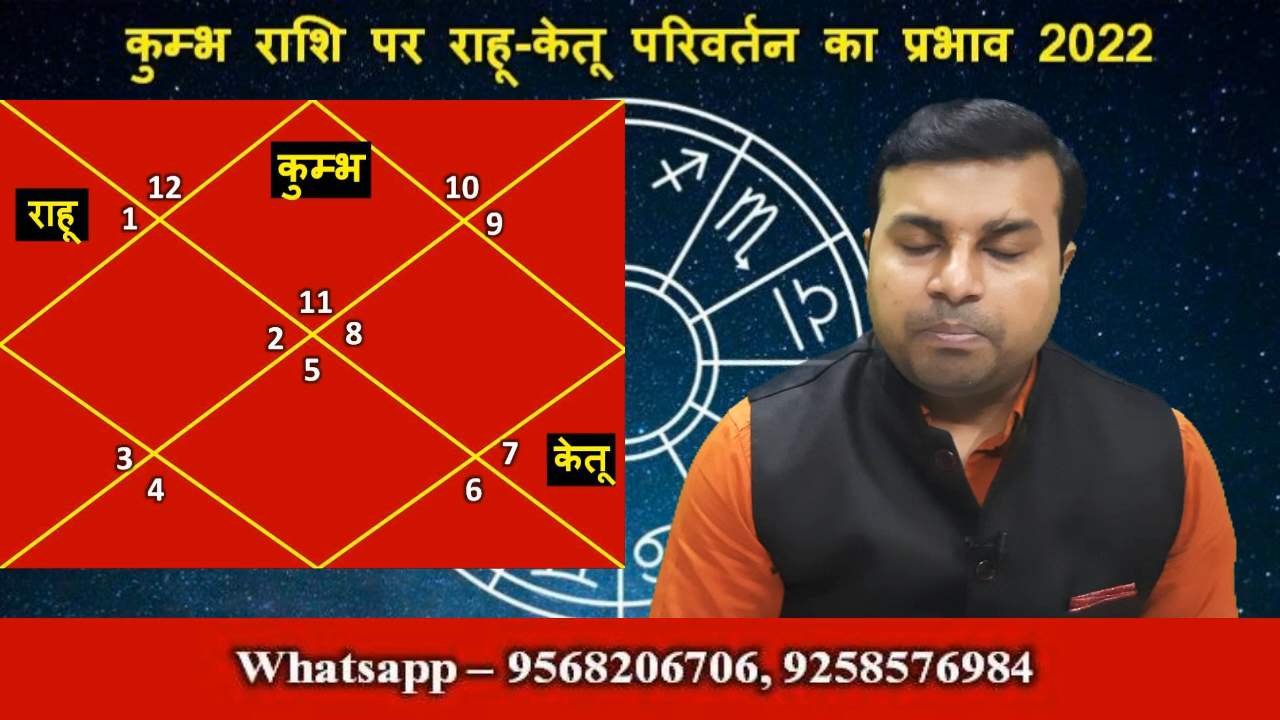 कुम्भ राशि पर राहू-केतू परिवर्तन का प्रभाव 2022
कुम्भ
12
10
राहू
1
9
11
2
8
5
3
7
केतू
4
6
Whatsapp – 9568206706, 9258576984